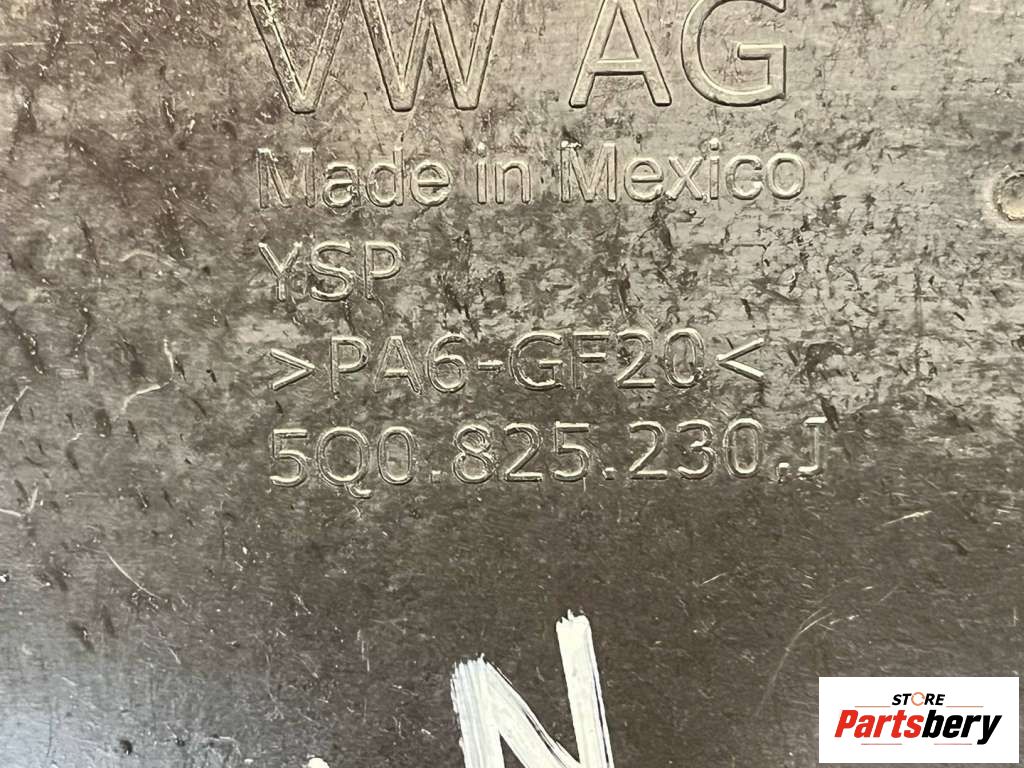 VW AG
Made in Mexico
YSP
>PA6-GF20<
5Q0.825.230.J
N
STORE
Partsbery